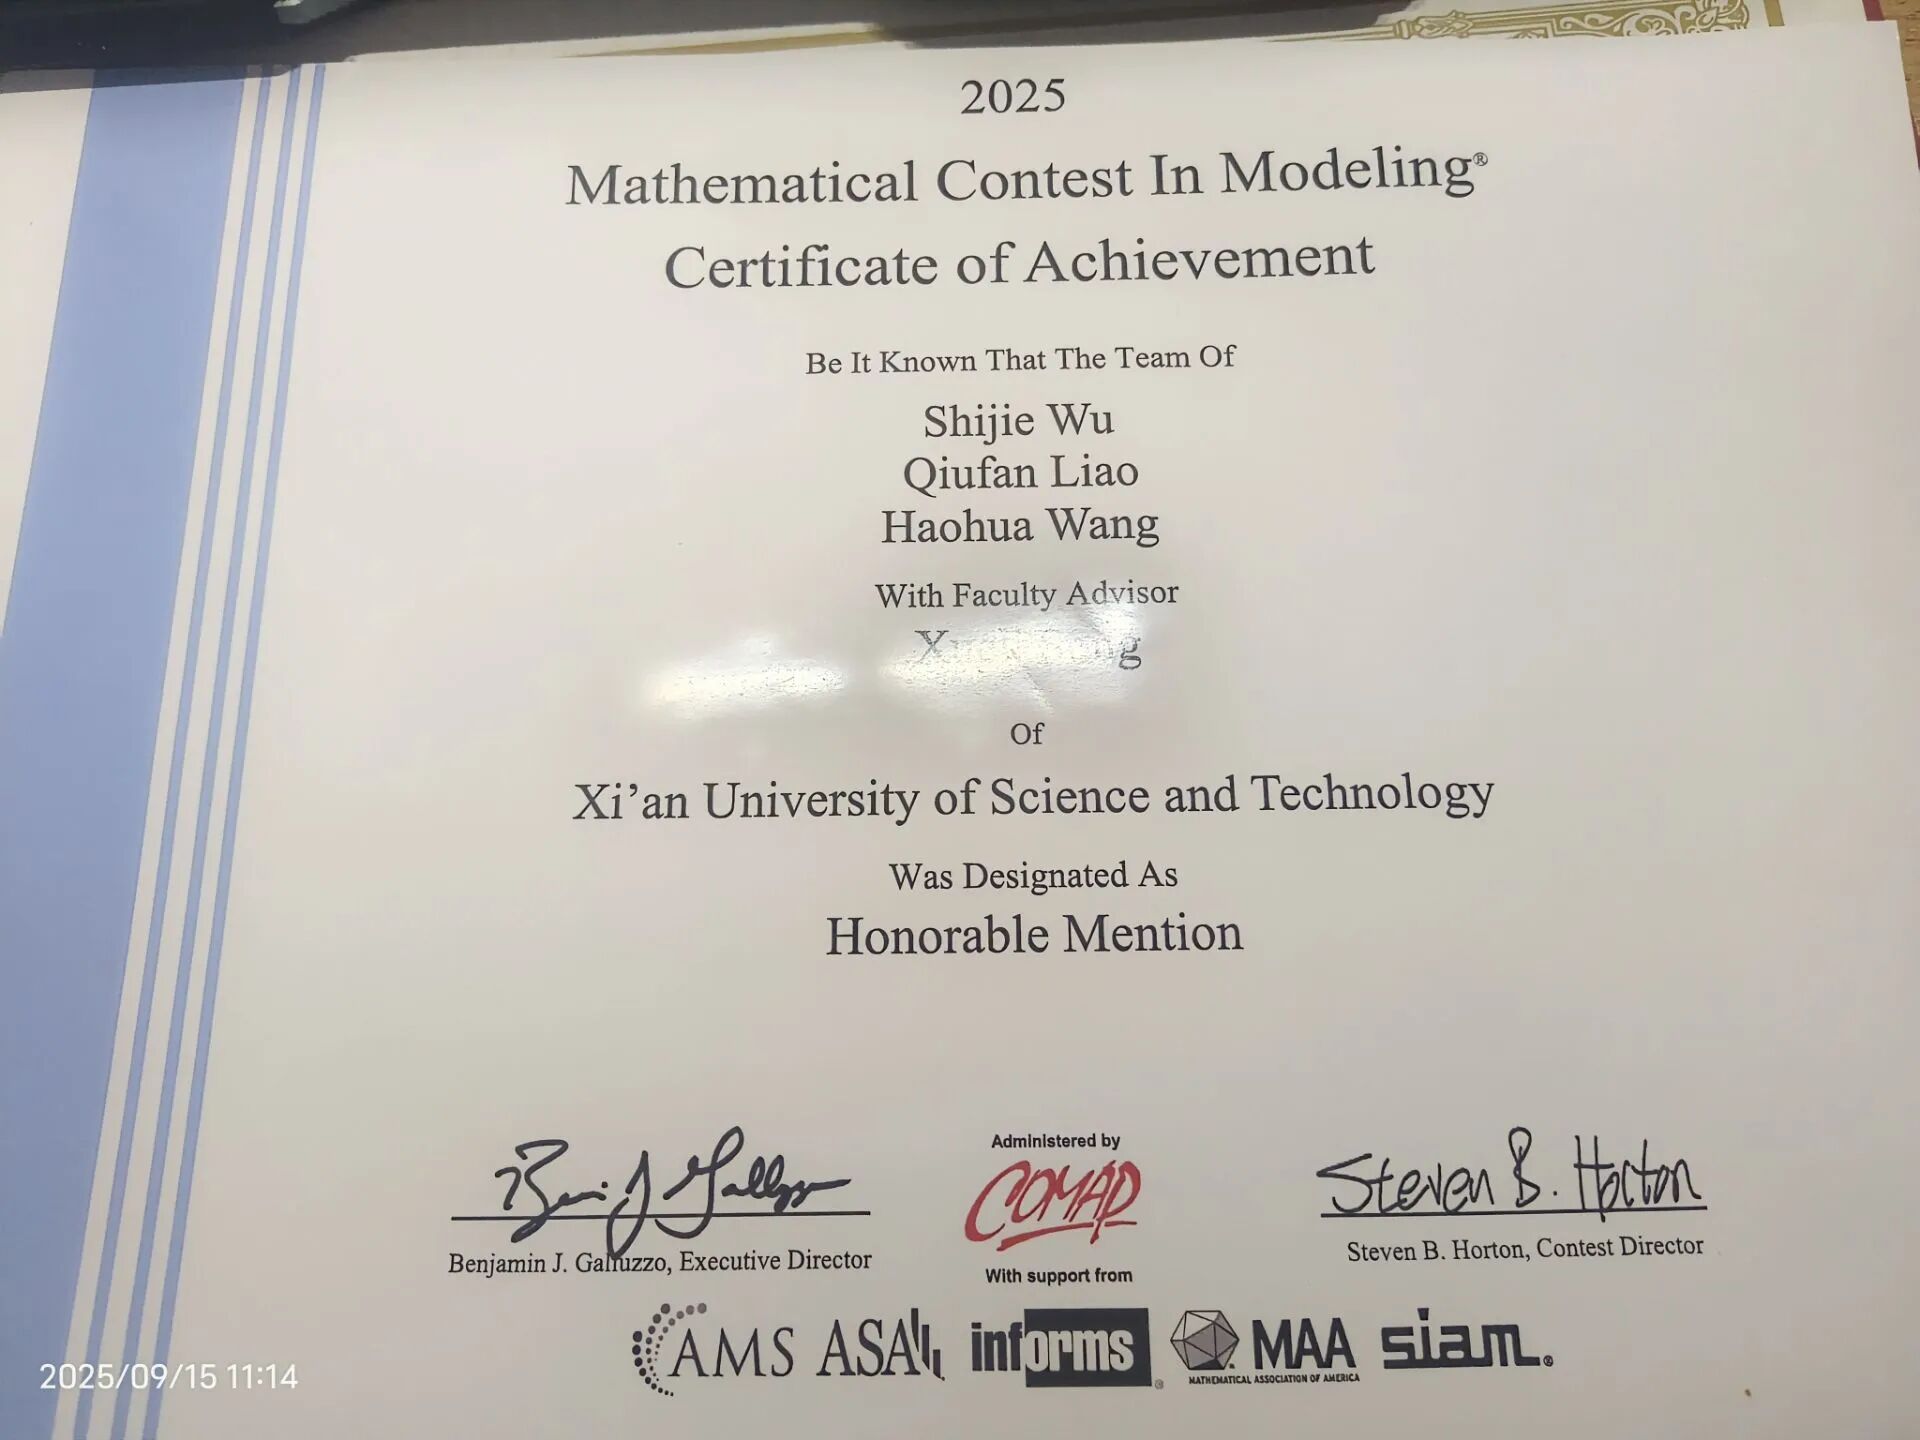 2025
Mathematical Contest In Modeling®
Certificate of Achievement
Be It Known That The Team Of
Shijie Wu
Qiufan Liao
Haohua Wang
With Faculty Advisor
Of
Xi'an University of Science and Technology
Was Designated As
Honorable Mention
Administered by
COMAP
Steven B. Horton
Benjamin J. Galluzzo, Executive Director
Steven B. Horton, Contest Director
With support from
AMS ASA informs® MAA siam®
MATHEMATICAL ASSOCIATION OF AMERICA
2025/09/15 11:14